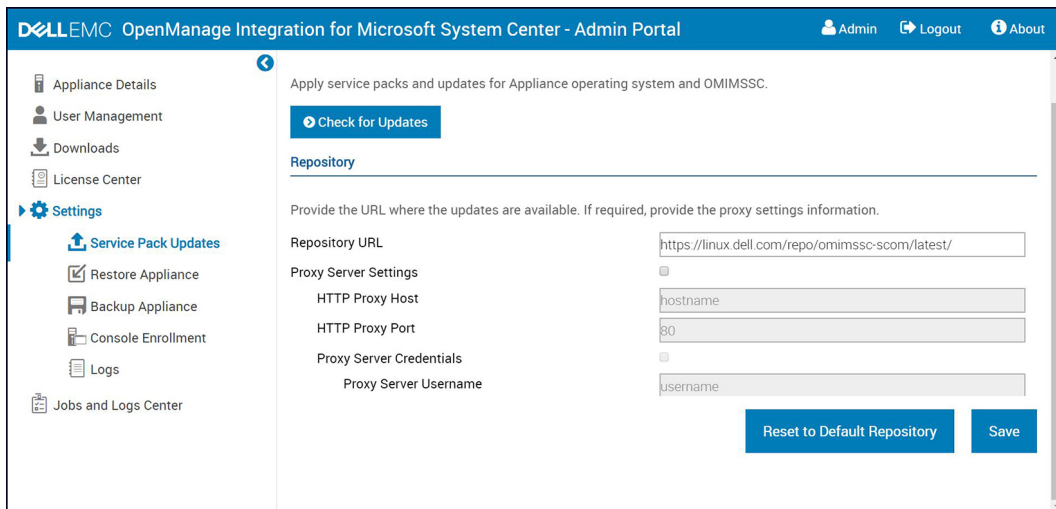 DELLEMC OpenManage Integration for Microsoft System Center - Admin Portal Admin Logout About
Appliance Details
User Management
Downloads
License Center
Settings
Service Pack Updates
Restore Appliance
Backup Appliance
Console Enrollment
Logs
Jobs and Logs Center
Apply service packs and updates for Appliance operating system and OMIMSSC.
Check for Updates
Repository
Provide the URL where the updates are available. If required, provide the proxy settings information.
Repository URL https://linux.dell.com/repo/omimssc-scom/latest/
Proxy Server Settings
HTTP Proxy Host hostname
HTTP Proxy Port 80
Proxy Server Credentials
Proxy Server Username username
Reset to Default Repository Save